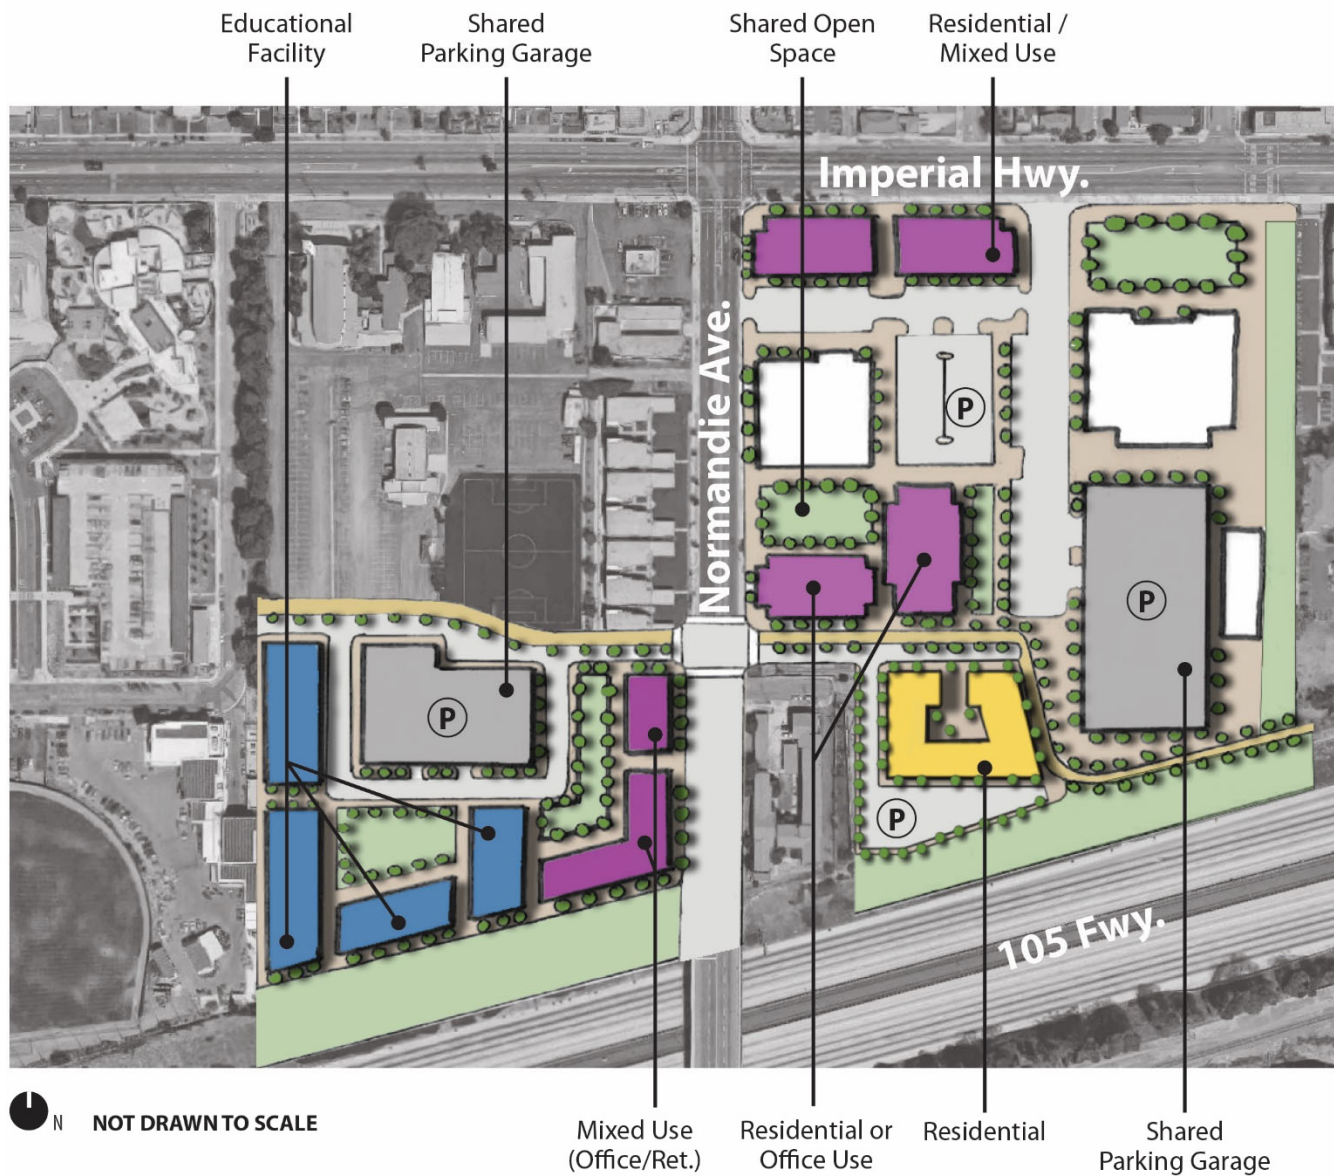 Educational
Facility
Shared
Parking Garage
Shared Open
Space
Residential /
Mixed Use
Imperial Hwy.
Normandie Ave.
P
P
P
P
105 Fwy.
N
NOT DRAWN TO SCALE
Mixed Use
(Office/Ret.)
Residential or
Office Use
Residential
Shared
Parking Garage